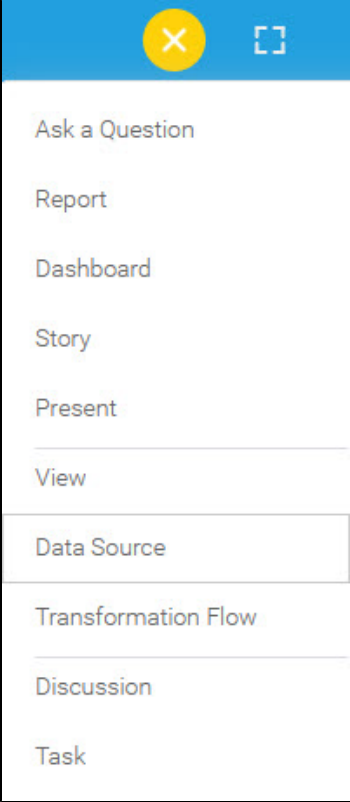 Ask a Question
Report
Dashboard
Story
Present
View
Data Source
Transformation Flow
Discussion
Task